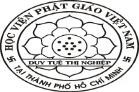 HỌC VIỆN PHẬT GIÁO VIỆT NAM
DUY TUỆ THỊ NGHIỆP
TẠI THÀNH PHỐ HỒ CHÍ MINH